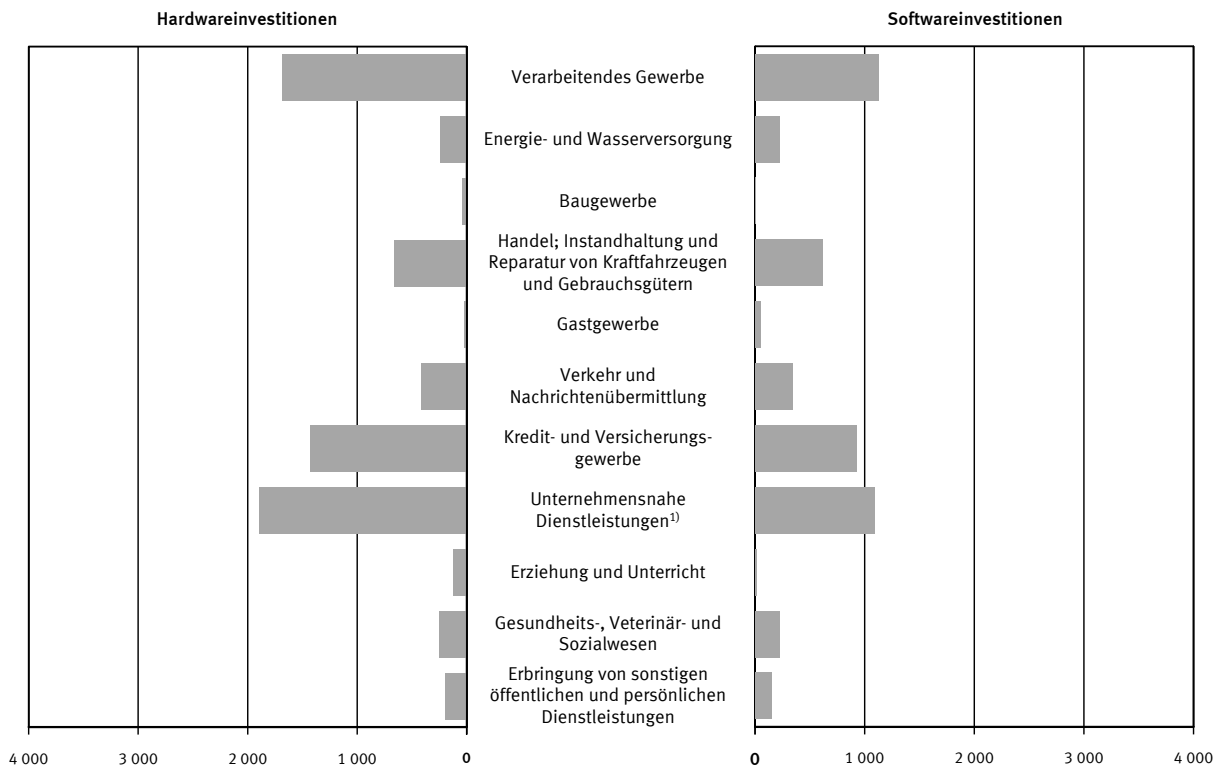 Hardwareinvestitionen
Softwareinvestitionen
Verarbeitendes Gewerbe
Energie- und Wasserversorgung
Baugewerbe
Handel; Instandhaltung und
Reparatur von Kraftfahrzeugen
und Gebrauchsgütern
Gastgewerbe
Verkehr und
Nachrichtenübermittlung
Kredit- und Versicherungs-
gewerbe
Unternehmensnahe
Dienstleistungen1)
Erziehung und Unterricht
Gesundheits-, Veterinär- und
Sozialwesen
Erbringung von sonstigen
öffentlichen und persönlichen
Dienstleistungen
4 000 3 000 2 000 1 000 0
0 1 000 2 000 3 000 4 000